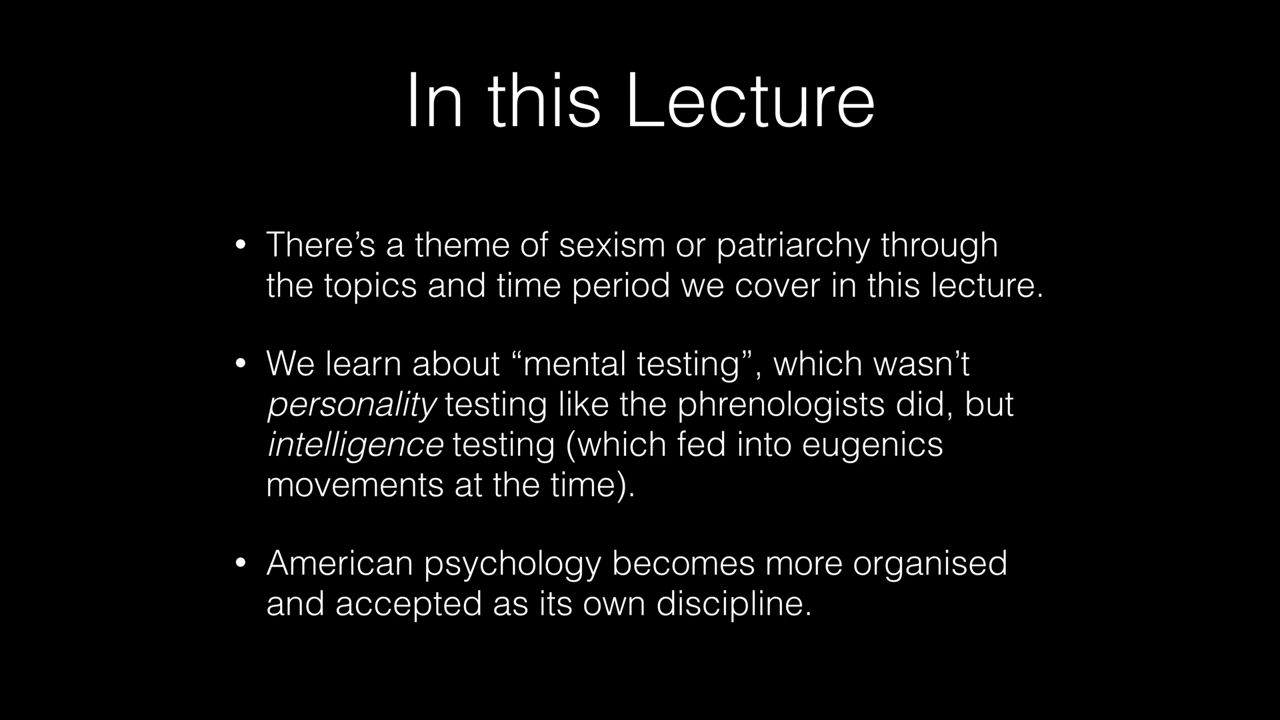 In this Lecture
• There’s a theme of sexism or patriarchy through
the topics and time period we cover in this lecture.
• We learn about “mental testing”, which wasn’t
personality testing like the phrenologists did, but
intelligence testing (which fed into eugenics
movements at the time).
• American psychology becomes more organised
and accepted as its own discipline.